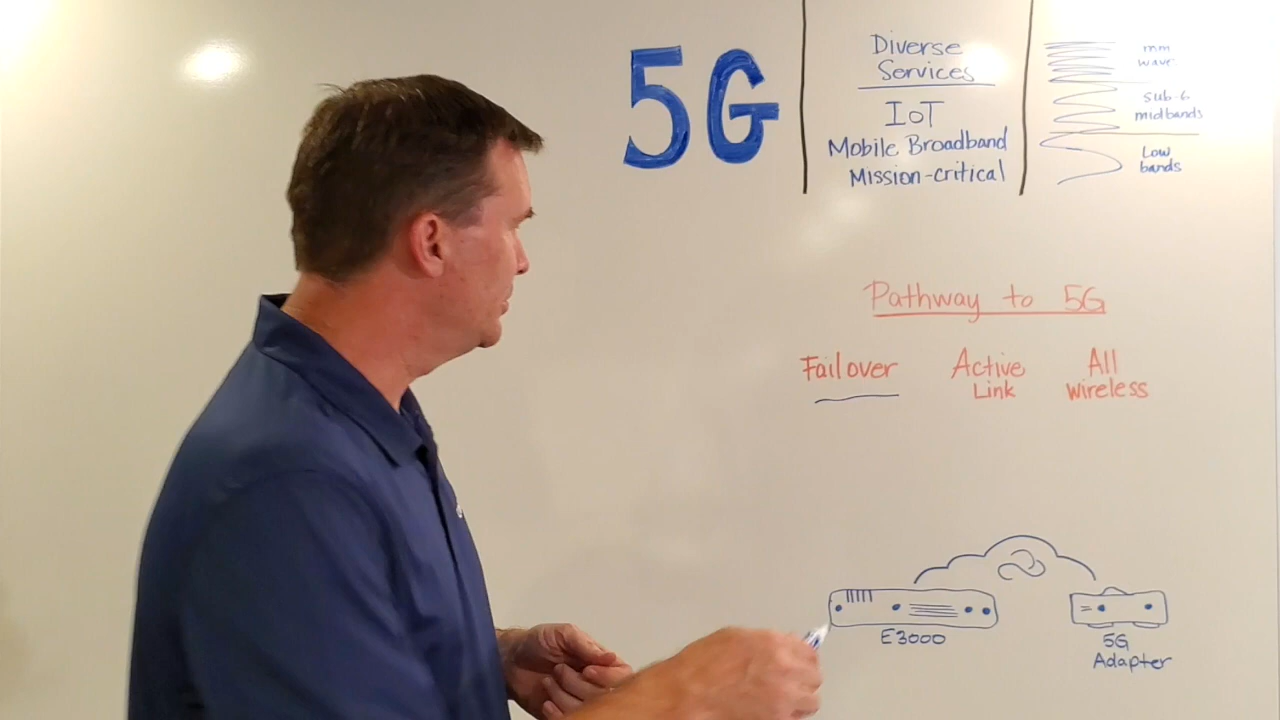 5G
Diverse
Services
IoT
Mobile Broadband
Mission-critical
mm
wave
sub-6
midbands
Low
bands
Pathway to 5G
Failover
Active
Link
All
wireless
E3000
5G
Adapter